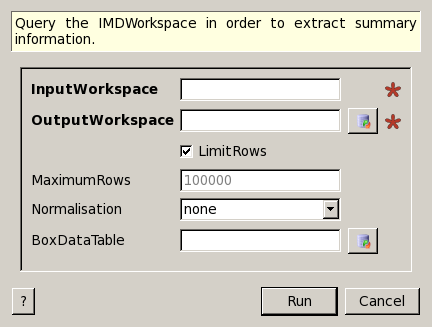 Query the IMDWorkspace in order to extract summary
information.
InputWorkspace *
OutputWorkspace *
LimitRows
MaximumRows 100000
Normalisation none
BoxDataTable
? Run Cancel